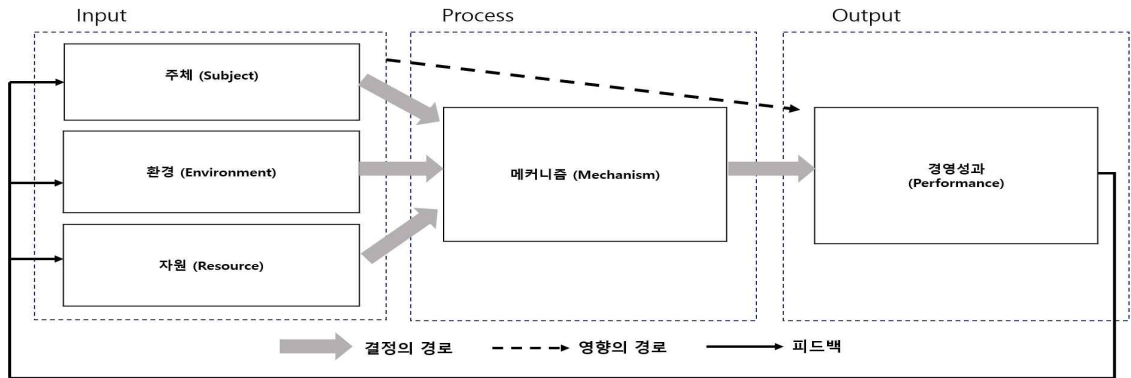 Input
Process
Output
주체 (Subject)
환경 (Environment)
자원 (Resource)
메커니즘 (Mechanism)
경영성과
(Performance)
결정의 경로
영향의 경로
피드백